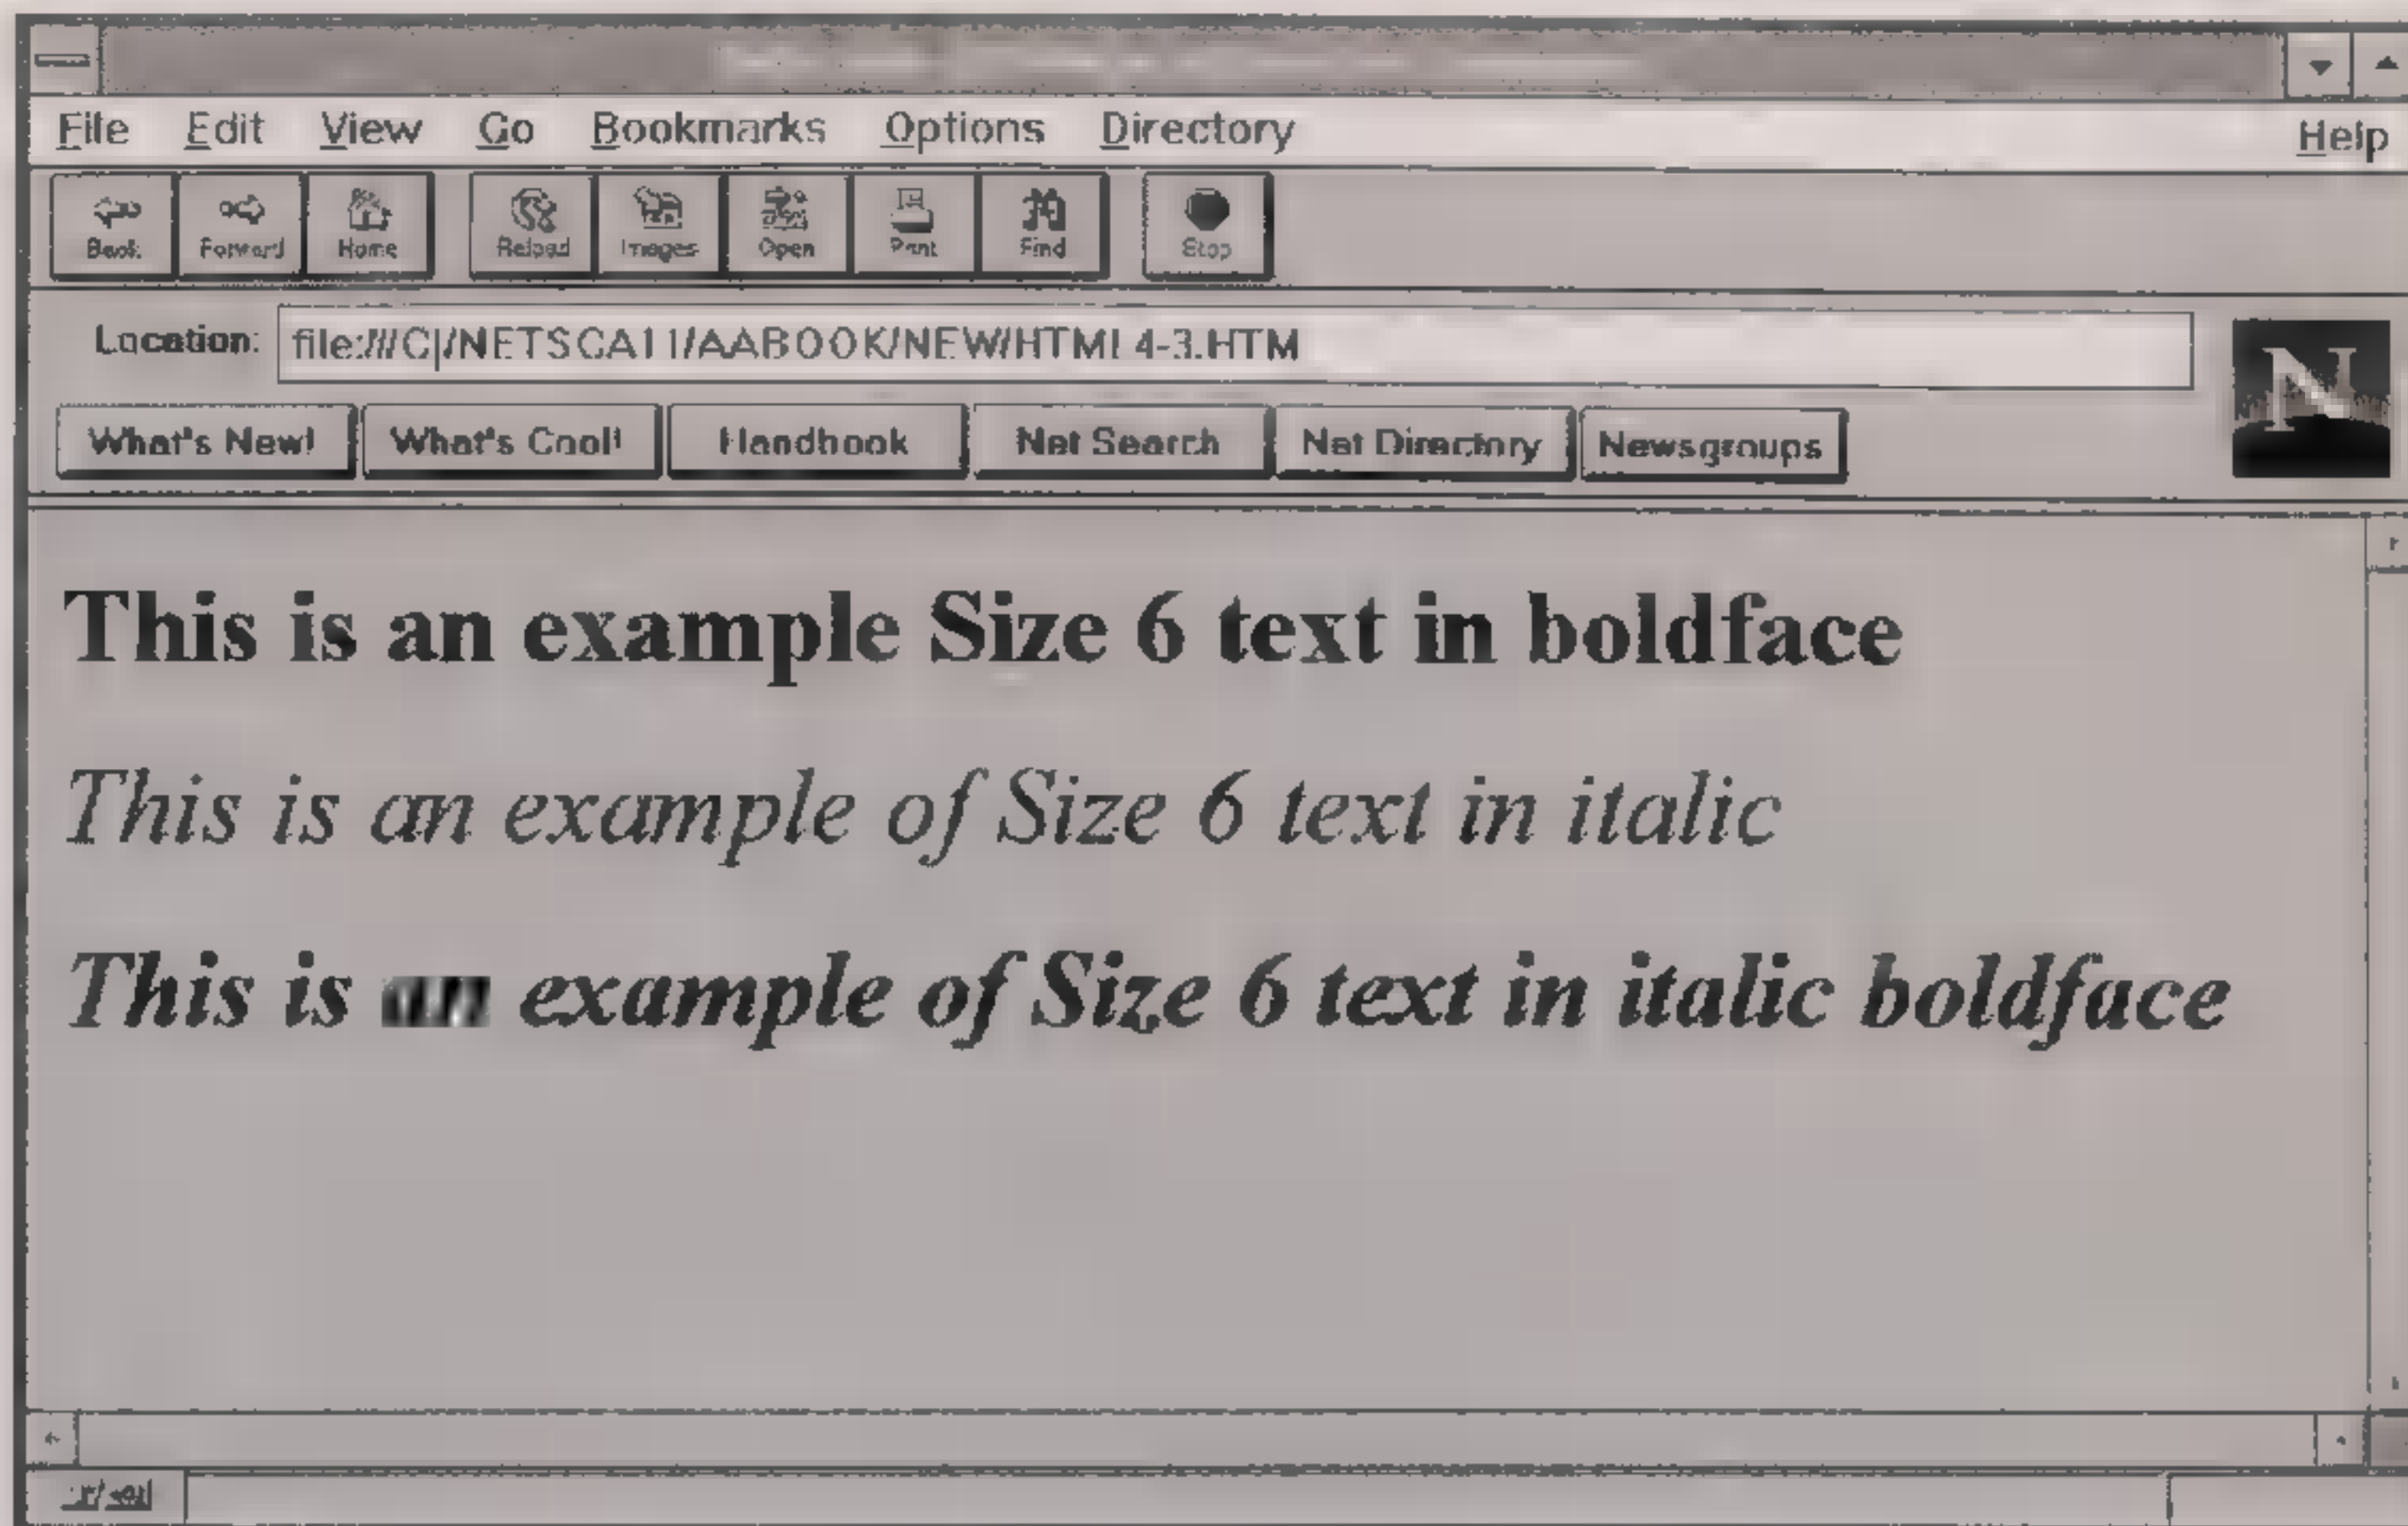 File Edit View Go Bookmarks Options Directory Help
Back Forward Home Reload Images Open Print Find Stop
Location: file:///C|/NETSCA11/AABOOK/NEW/HTML4-3.HTM
N
What's New! What's Cool! Handbook Net Search Net Directory Newsgroups
This is an example Size 6 text in boldface
This is an example of Size 6 text in italic
This is example of Size 6 text in italic boldface